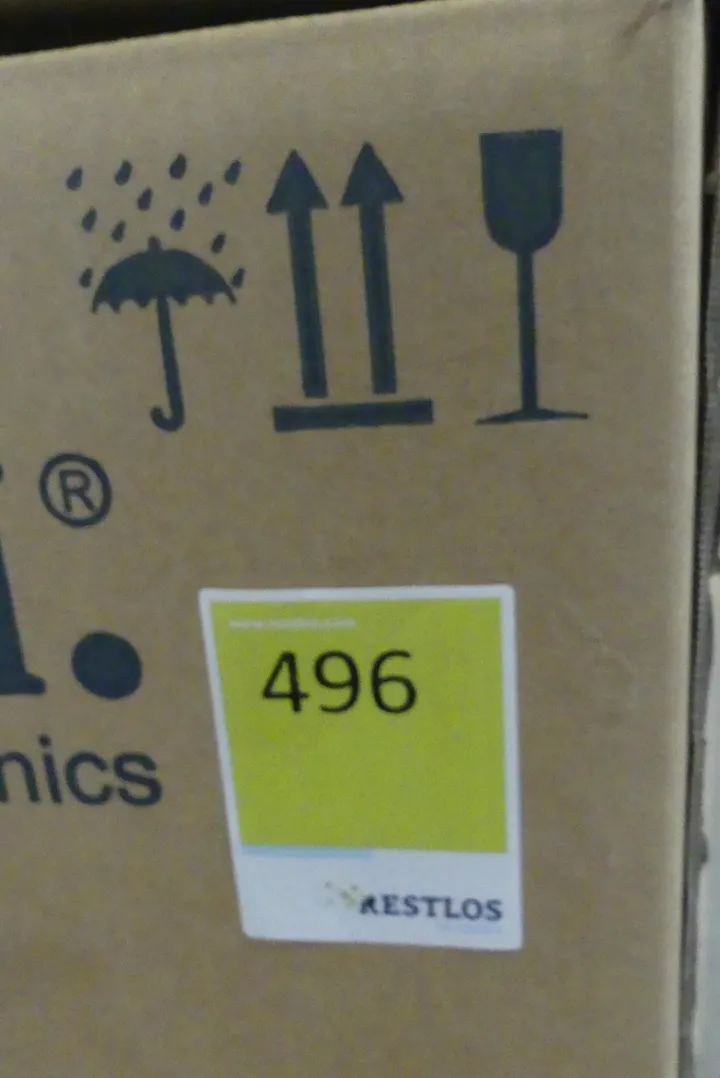 ®
.
nics
496
RESTLOS